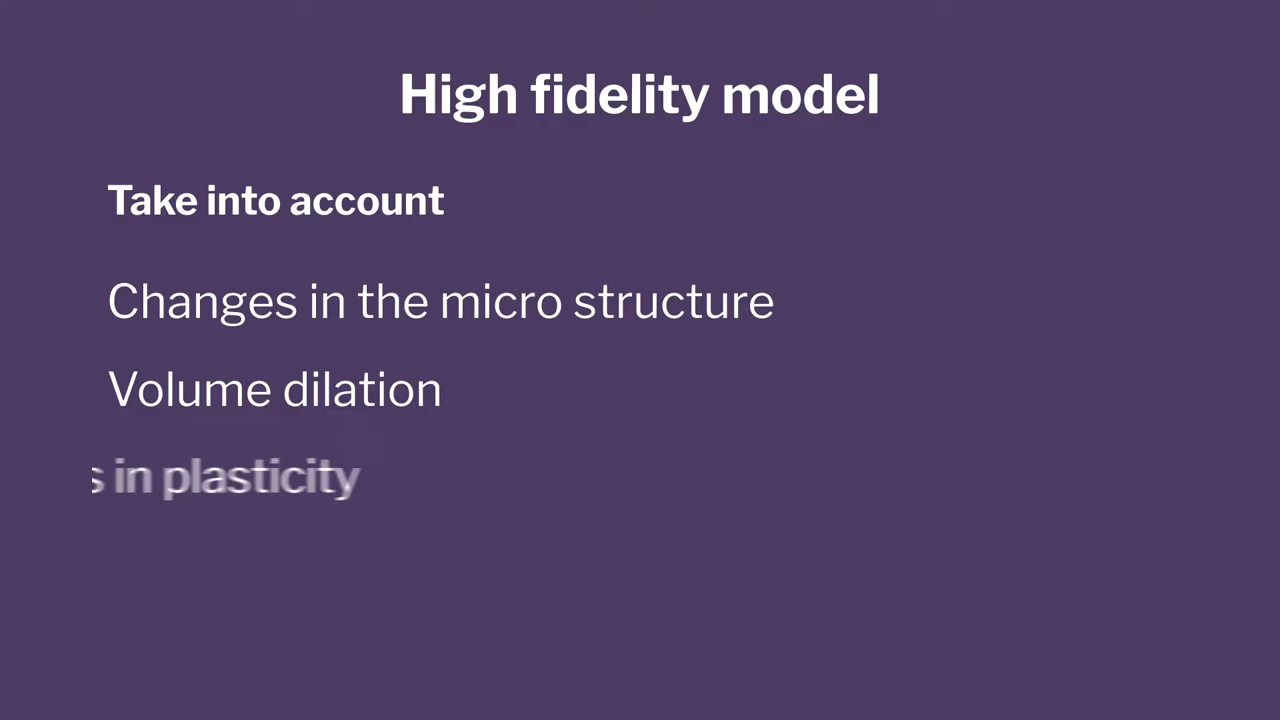 High fidelity model
Take into account
Changes in the micro structure
Volume dilation
s in plasticity